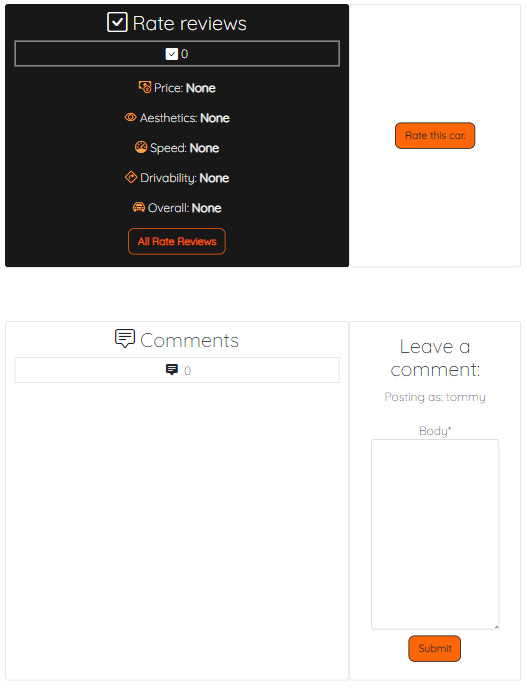 Rate reviews
0
Price: None
Aesthetics: None
Speed: None
Drivability: None
Overall: None
All Rate Reviews
Rate this car.
Comments
0
Leave a
comment:
Posting as: tommy
Body*
Submit